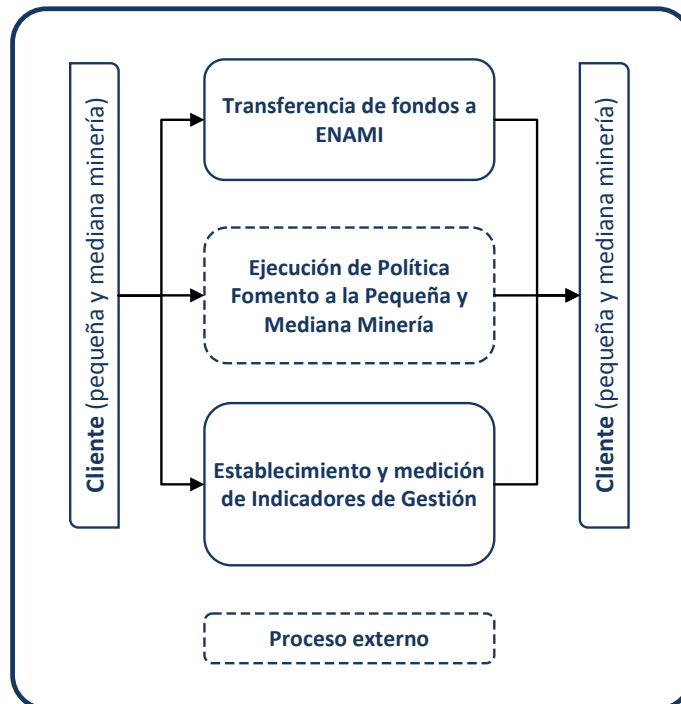 Cliente (pequeña y mediana minería)
Transferencia de fondos a
ENAMI
Ejecución de Política
Fomento a la Pequeña y
Mediana Minería
Establecimiento y medición
de Indicadores de Gestión
Proceso externo
Cliente (pequeña y mediana minería)